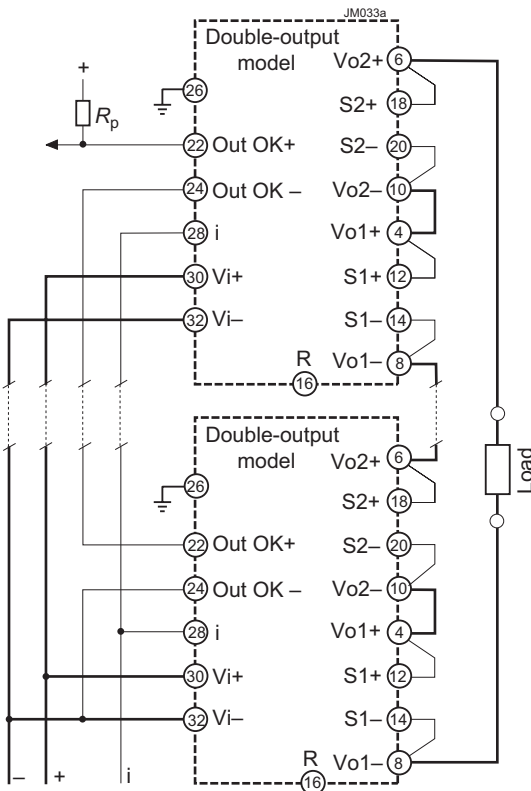 JM033a
Double-output
model
Vo2+ 6
26
S2+ 18
+
Rp
22 Out OK+
S2– 20
24 Out OK –
Vo2– 10
28 i
Vo1+ 4
30 Vi+
S1+ 12
32 Vi–
S1– 14
R
16
Vo1– 8
Double-output
model
Vo2+ 6
Load
26
S2+ 18
22 Out OK+
S2– 20
24 Out OK –
Vo2– 10
28 i
Vo1+ 4
30 Vi+
S1+ 12
32 Vi–
S1– 14
R
16
Vo1– 8
– + i